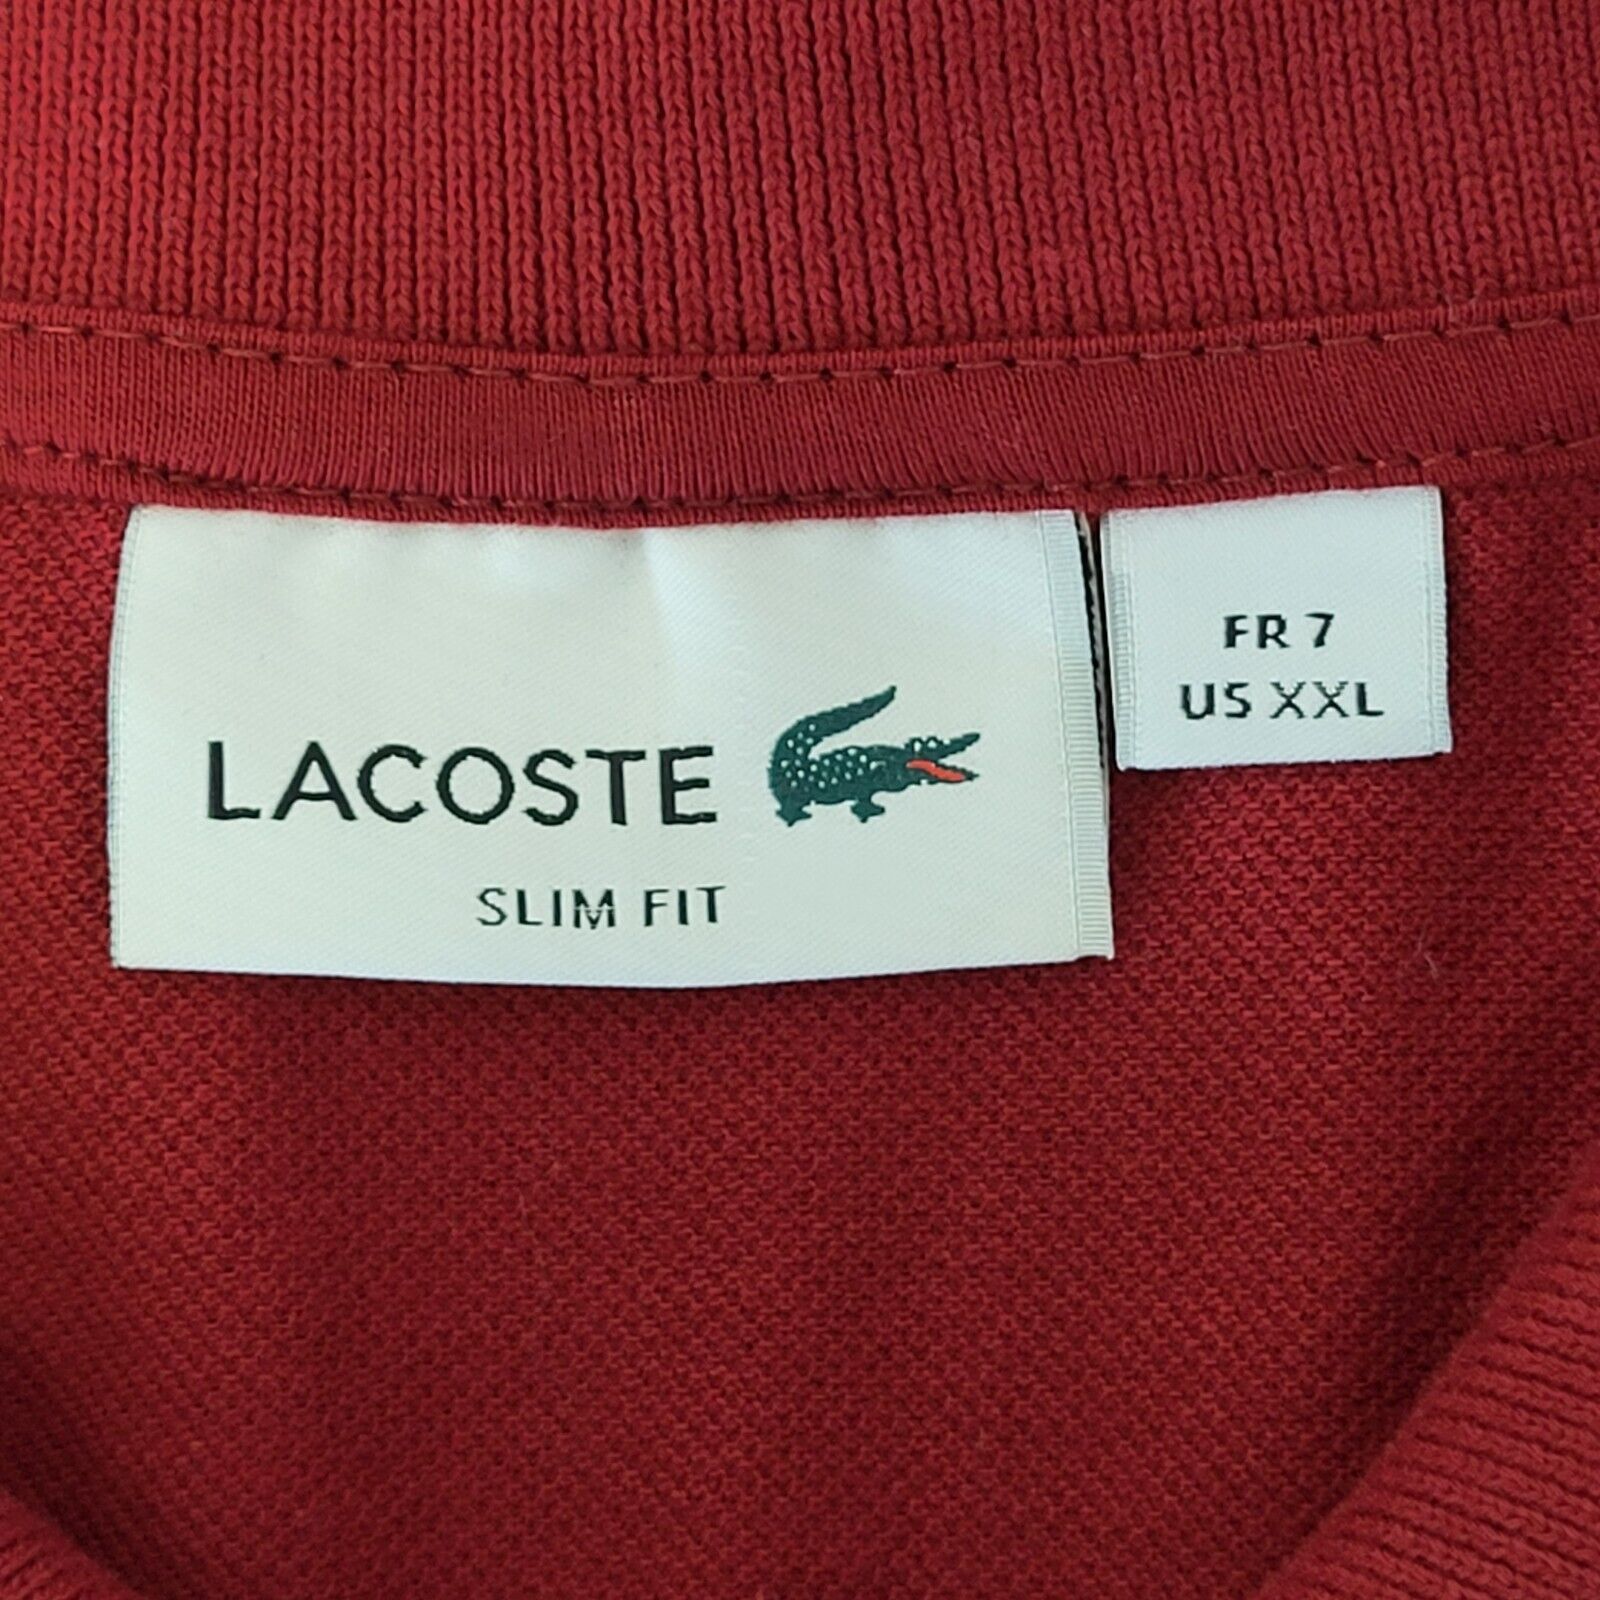 LACOSTE
SLIM FIT
FR 7
US XXL